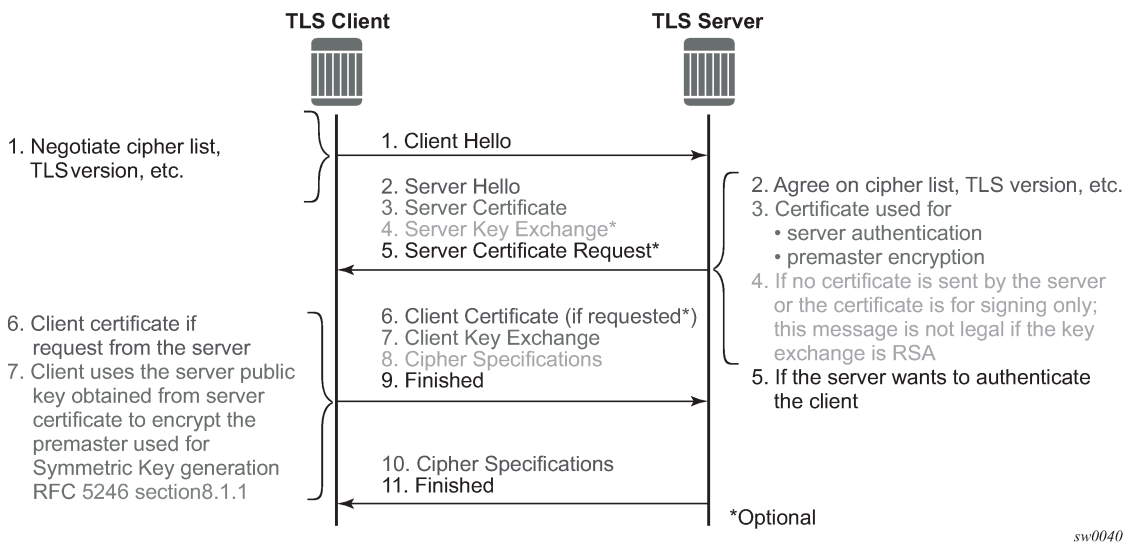 TLS Client
TLS Server
1. Negotiate cipher list,
TLS version, etc.
1. Client Hello
2. Server Hello
3. Server Certificate
4. Server Key Exchange*
5. Server Certificate Request*
2. Agree on cipher list, TLS version, etc.
3. Certificate used for
• server authentication
• premaster encryption
4. If no certificate is sent by the server
or the certificate is for signing only;
this message is not legal if the key
exchange is RSA
5. If the server wants to authenticate
the client
6. Client certificate if
request from the server
7. Client uses the server public
key obtained from server
certificate to encrypt the
premaster used for
Symmetric Key generation
RFC 5246 section8.1.1
6. Client Certificate (if requested*)
7. Client Key Exchange
8. Cipher Specifications
9. Finished
10. Cipher Specifications
11. Finished
*Optional
sw0040